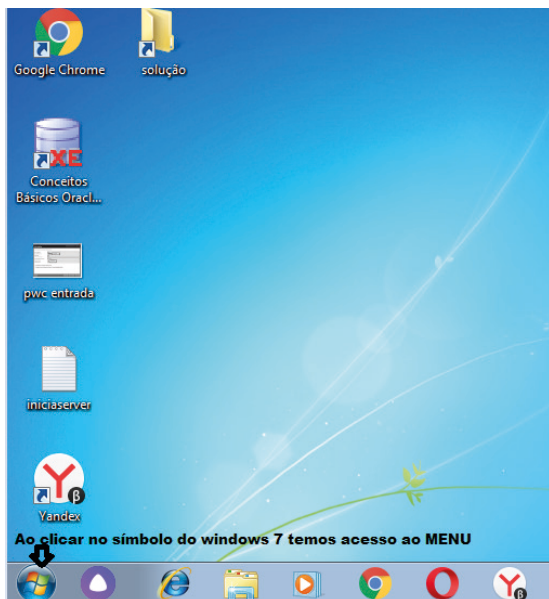 Google Chrome
solução
XE
Conceitos
Básicos Oracl...
pwc entrada
iniciaserver
Y β
Yandex
Ao clicar no símbolo do windows 7 temos acesso ao MENU
Y β